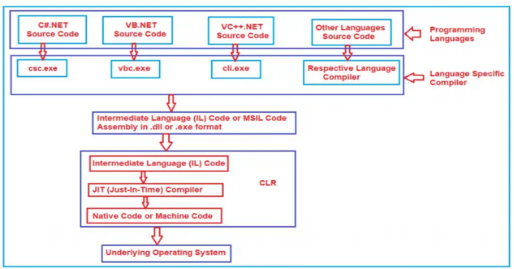 C#.NET
Source Code
VB.NET
Source Code
VC++.NET
Source Code
Other Languages
Source Code
Programming
Languages
csc.exe
vbc.exe
cli.exe
Respective Language
Compiler
Language Specific
Compiler
Intermediate Language (IL) Code or MSIL Code
Assembly in .dll or .exe format
Intermediate Language (IL) Code
JIT (Just-In-Time) Compiler
CLR
Native Code or Machine Code
Underlying Operating System